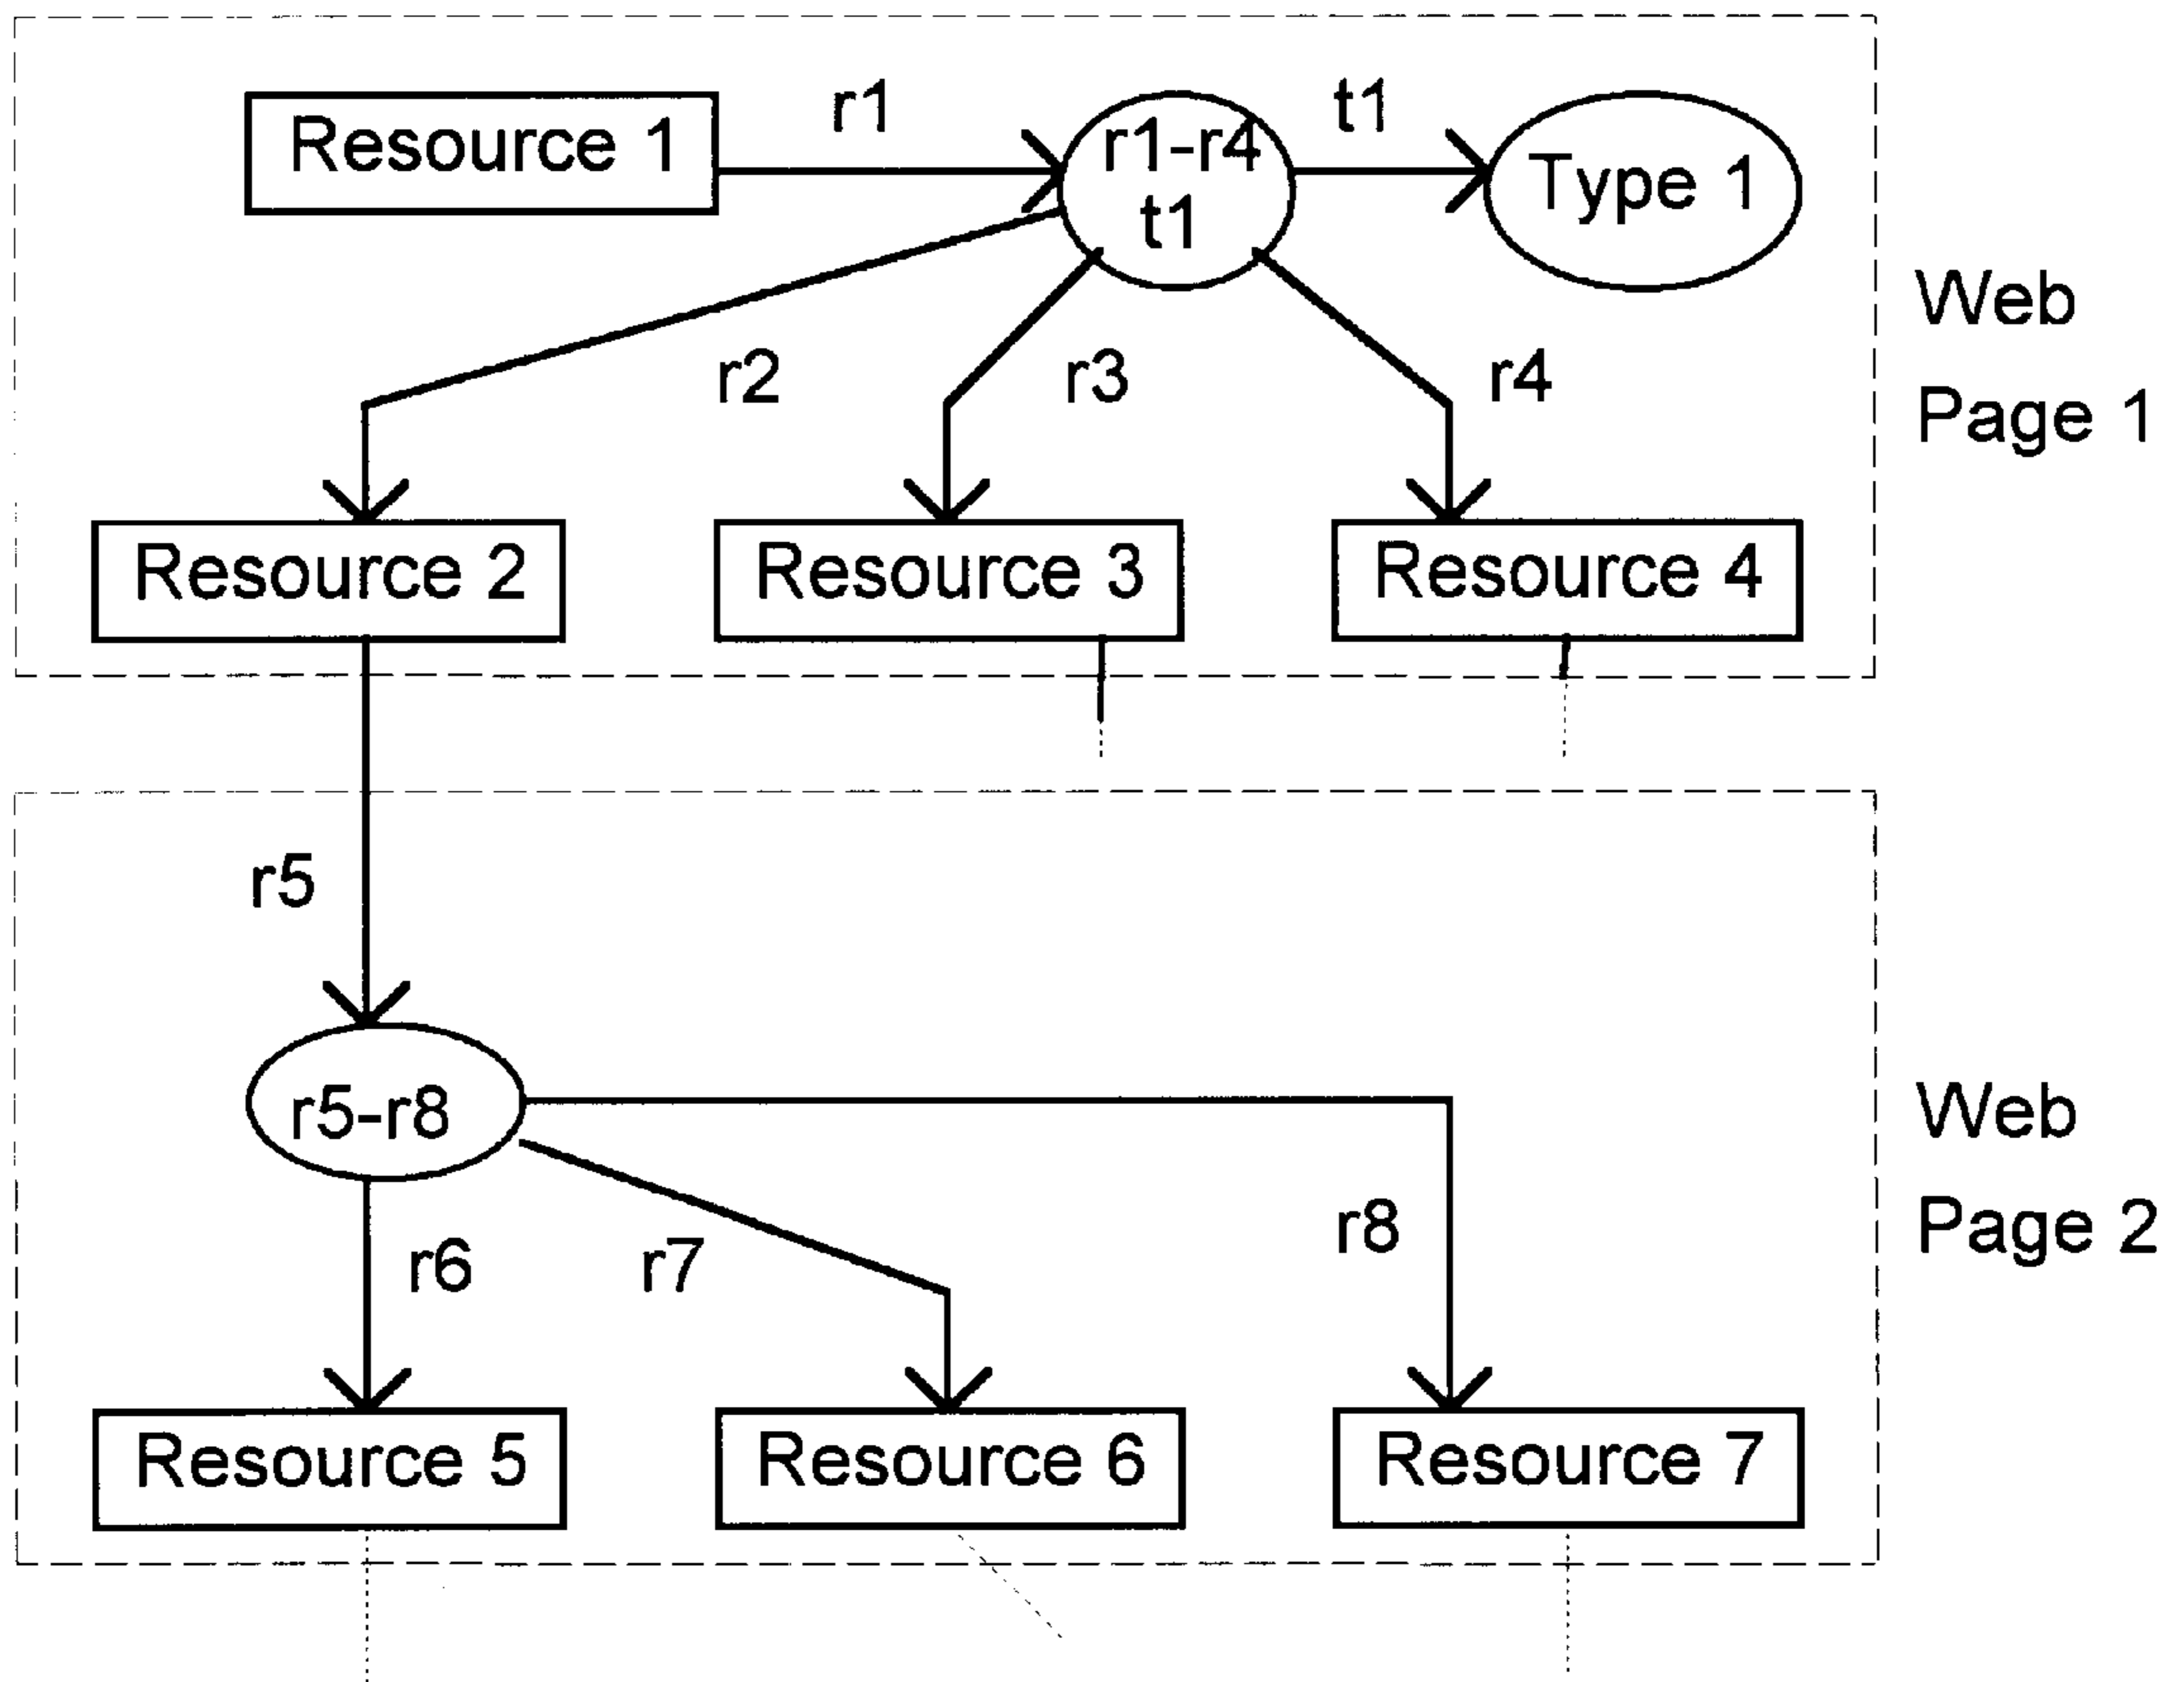 r1
t1
Resource 1
r1-r4
t1
Type 1
Web
Page 1
r2
r3
r4
Resource 2
Resource 3
Resource 4
r5
r5-r8
Web
Page 2
r6
r7
r8
Resource 5
Resource 6
Resource 7